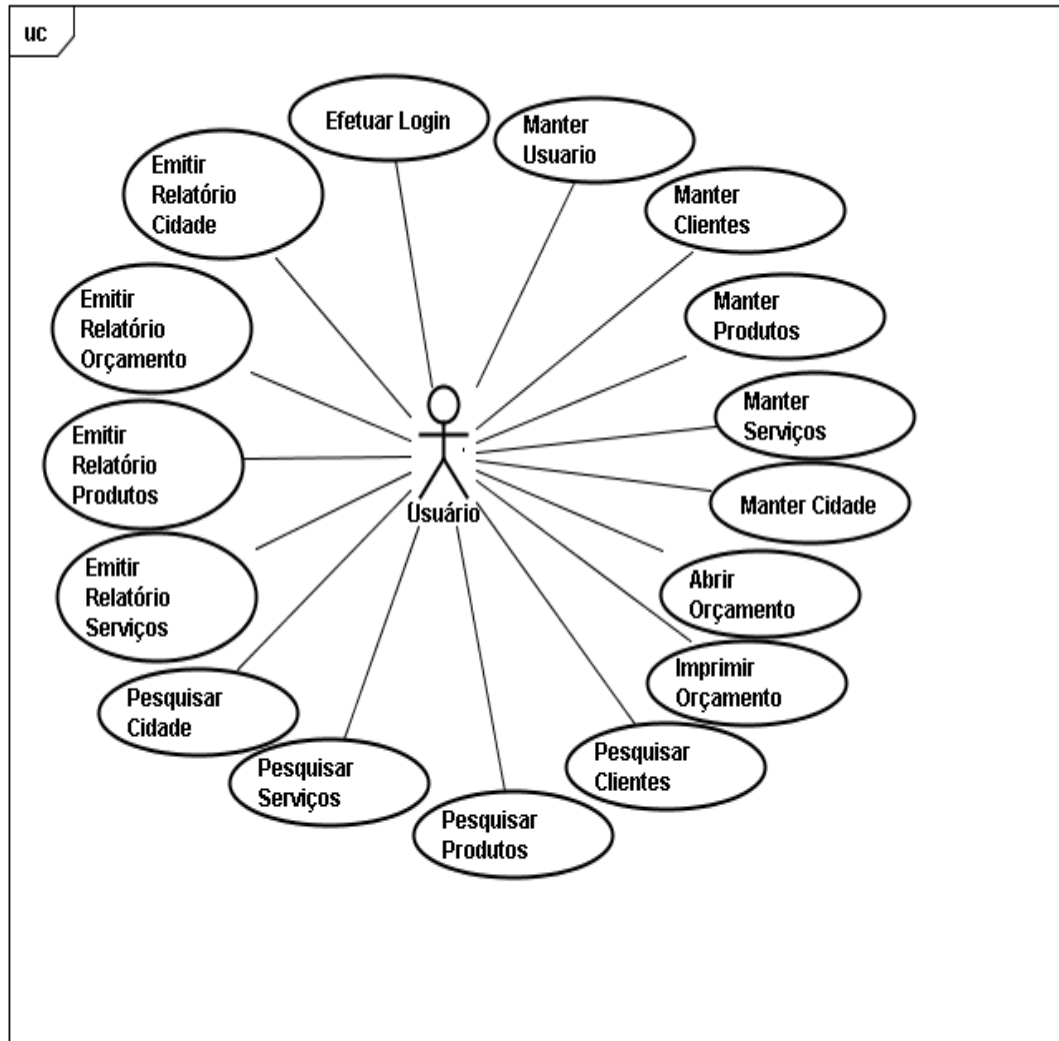 uc
Efetuar Login
Manter
Usuario
Manter
Clientes
Manter
Produtos
Manter
Serviços
Manter Cidade
Abrir
Orçamento
Imprimir
Orçamento
Pesquisar
Clientes
Pesquisar
Produtos
Pesquisar
Serviços
Pesquisar
Cidade
Emitir
Relatório
Serviços
Emitir
Relatório
Produtos
Emitir
Relatório
Orçamento
Emitir
Relatório
Cidade
Usuário